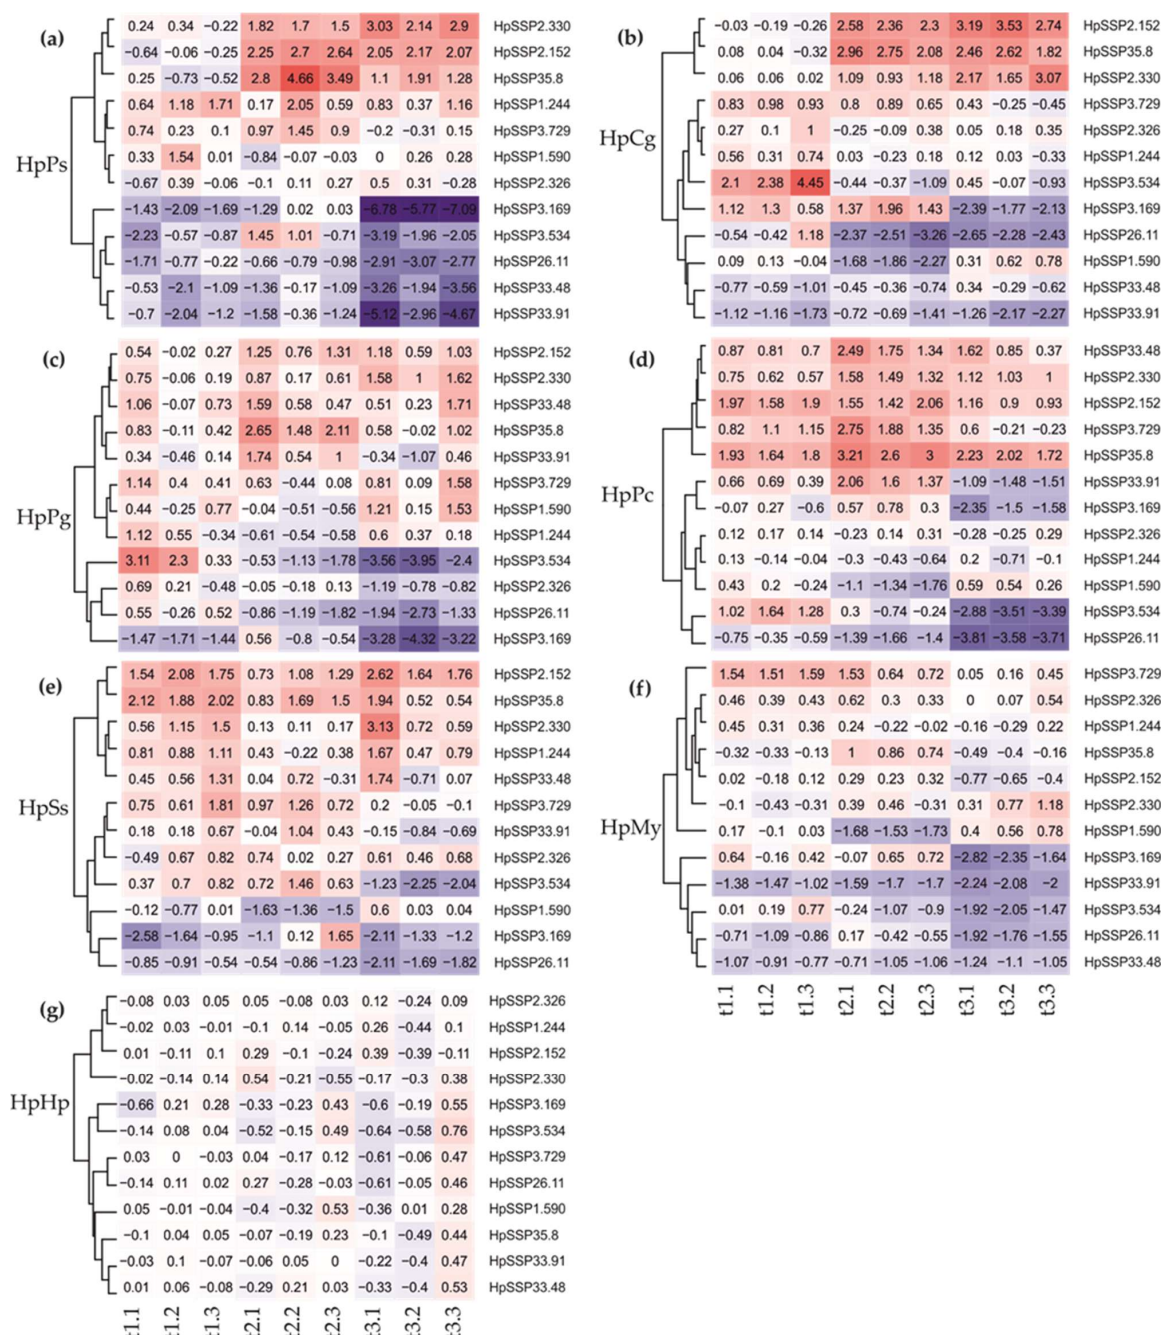 (a)
HpPs
0.24 0.34 −0.22 1.82 1.7 1.5 3.03 2.14 2.9 HpSSP2.330
−0.64 −0.06 −0.25 2.25 2.7 2.64 2.05 2.17 2.07 HpSSP2.152
0.25 −0.73 −0.52 2.8 4.66 3.49 1.1 1.91 1.28 HpSSP35.8
0.64 1.18 1.71 0.17 2.05 0.59 0.83 0.37 1.16 HpSSP1.244
0.74 0.23 0.1 0.97 1.45 0.9 −0.2 −0.31 0.15 HpSSP3.729
0.33 1.54 0.01 −0.84 −0.07 −0.03 0 0.26 0.28 HpSSP1.590
−0.67 0.39 −0.06 −0.1 0.11 0.27 0.5 0.31 −0.28 HpSSP2.326
−1.43 −2.09 −1.69 −1.29 0.02 0.03 −6.78 −5.77 −7.09 HpSSP3.169
−2.23 −0.57 −0.87 1.45 1.01 −0.71 −3.19 −1.96 −2.05 HpSSP3.534
−1.71 −0.77 −0.22 −0.66 −0.79 −0.98 −2.91 −3.07 −2.77 HpSSP26.11
−0.53 −2.1 −1.09 −1.36 −0.17 −1.09 −3.26 −1.94 −3.56 HpSSP33.48
−0.7 −2.04 −1.2 −1.58 −0.36 −1.24 −5.12 −2.96 −4.67 HpSSP33.91
(b)
HpCg
−0.03 −0.19 −0.26 2.58 2.36 2.3 3.19 3.53 2.74 HpSSP2.152
0.08 0.04 −0.32 2.96 2.75 2.08 2.46 2.62 1.82 HpSSP35.8
0.06 0.06 0.02 1.09 0.93 1.18 2.17 1.65 3.07 HpSSP2.330
0.83 0.98 0.93 0.8 0.89 0.65 0.43 −0.25 −0.45 HpSSP3.729
0.27 0.1 1 −0.25 −0.09 0.38 0.05 0.18 0.35 HpSSP2.326
0.56 0.31 0.74 0.03 −0.23 0.18 0.12 0.03 −0.33 HpSSP1.244
2.1 2.38 4.45 −0.44 −0.37 −1.09 0.45 −0.07 −0.93 HpSSP3.534
1.12 1.3 0.58 1.37 1.96 1.43 −2.39 −1.77 −2.13 HpSSP3.169
−0.54 −0.42 1.18 −2.37 −2.51 −3.26 −2.65 −2.28 −2.43 HpSSP26.11
0.09 0.13 −0.04 −1.68 −1.86 −2.27 0.31 0.62 0.78 HpSSP1.590
−0.77 −0.59 −1.01 −0.45 −0.36 −0.74 0.34 −0.29 −0.62 HpSSP33.48
−1.12 −1.16 −1.73 −0.72 −0.69 −1.41 −1.26 −2.17 −2.27 HpSSP33.91
(c)
HpPg
0.54 −0.02 0.27 1.25 0.76 1.31 1.18 0.59 1.03 HpSSP2.152
0.75 −0.06 0.19 0.87 0.17 0.61 1.58 1 1.62 HpSSP2.330
1.06 −0.07 0.73 1.59 0.58 0.47 0.51 0.23 1.71 HpSSP33.48
0.83 −0.11 0.42 2.65 1.48 2.11 0.58 −0.02 1.02 HpSSP35.8
0.34 −0.46 0.14 1.74 0.54 1 −0.34 −1.07 0.46 HpSSP33.91
1.14 0.4 0.41 0.63 −0.44 0.08 0.81 0.09 1.58 HpSSP3.729
0.44 −0.25 0.77 −0.04 −0.51 −0.56 1.21 0.15 1.53 HpSSP1.590
1.12 0.55 −0.34 −0.61 −0.54 −0.58 0.6 0.37 0.18 HpSSP1.244
3.11 2.3 0.33 −0.53 −1.13 −1.78 −3.56 −3.95 −2.4 HpSSP3.534
0.69 0.21 −0.48 −0.05 −0.18 0.13 −1.19 −0.78 −0.82 HpSSP2.326
0.55 −0.26 0.52 −0.86 −1.19 −1.82 −1.94 −2.73 −1.33 HpSSP26.11
−1.47 −1.71 −1.44 0.56 −0.8 −0.54 −3.28 −4.32 −3.22 HpSSP3.169
(d)
HpPc
0.87 0.81 0.7 2.49 1.75 1.34 1.62 0.85 0.37 HpSSP33.48
0.75 0.62 0.57 1.58 1.49 1.32 1.12 1.03 1 HpSSP2.330
1.97 1.58 1.9 1.55 1.42 2.06 1.16 0.9 0.93 HpSSP2.152
0.82 1.1 1.15 2.75 1.88 1.35 0.6 −0.21 −0.23 HpSSP3.729
1.93 1.64 1.8 3.21 2.6 3 2.23 2.02 1.72 HpSSP35.8
0.66 0.69 0.39 2.06 1.6 1.37 −1.09 −1.48 −1.51 HpSSP33.91
−0.07 0.27 −0.6 0.57 0.78 0.3 −2.35 −1.5 −1.58 HpSSP3.169
0.12 0.17 0.14 −0.23 0.14 0.31 −0.28 −0.25 0.29 HpSSP2.326
0.13 −0.14 −0.04 −0.3 −0.43 −0.64 0.2 −0.71 −0.1 HpSSP1.244
0.43 0.2 −0.24 −1.1 −1.34 −1.76 0.59 0.54 0.26 HpSSP1.590
1.02 1.64 1.28 0.3 −0.74 −0.24 −2.88 −3.51 −3.39 HpSSP3.534
−0.75 −0.35 −0.59 −1.39 −1.66 −1.4 −3.81 −3.58 −3.71 HpSSP26.11
(e)
HpSs
1.54 2.08 1.75 0.73 1.08 1.29 2.62 1.64 1.76 HpSSP2.152
2.12 1.88 2.02 0.83 1.69 1.5 1.94 0.52 0.54 HpSSP35.8
0.56 1.15 1.5 0.13 0.11 0.17 3.13 0.72 0.59 HpSSP2.330
0.81 0.88 1.11 0.43 −0.22 0.38 1.67 0.47 0.79 HpSSP1.244
0.45 0.56 1.31 0.04 0.72 −0.31 1.74 −0.71 0.07 HpSSP33.48
0.75 0.61 1.81 0.97 1.26 0.72 0.2 −0.05 −0.1 HpSSP3.729
0.18 0.18 0.67 −0.04 1.04 0.43 −0.15 −0.84 −0.69 HpSSP33.91
−0.49 0.67 0.82 0.74 0.02 0.27 0.61 0.46 0.68 HpSSP2.326
0.37 0.7 0.82 0.72 1.46 0.63 −1.23 −2.25 −2.04 HpSSP3.534
−0.12 −0.77 0.01 −1.63 −1.36 −1.5 0.6 0.03 0.04 HpSSP1.590
−2.58 −1.64 −0.95 −1.1 0.12 1.65 −2.11 −1.33 −1.2 HpSSP3.169
−0.85 −0.91 −0.54 −0.54 −0.86 −1.23 −2.11 −1.69 −1.82 HpSSP26.11
(f)
HpMy
1.54 1.51 1.59 1.53 0.64 0.72 0.05 0.16 0.45 HpSSP3.729
0.46 0.39 0.43 0.62 0.3 0.33 0 0.07 0.54 HpSSP2.326
0.45 0.31 0.36 0.24 −0.22 −0.02 −0.16 −0.29 0.22 HpSSP1.244
−0.32 −0.33 −0.13 1 0.86 0.74 −0.49 −0.4 −0.16 HpSSP35.8
0.02 −0.18 0.12 0.29 0.23 0.32 −0.77 −0.65 −0.4 HpSSP2.152
−0.1 −0.43 −0.31 0.39 0.46 −0.31 0.31 0.77 1.18 HpSSP2.330
0.17 −0.1 0.03 −1.68 −1.53 −1.73 0.4 0.56 0.78 HpSSP1.590
0.64 −0.16 0.42 −0.07 0.65 0.72 −2.82 −2.35 −1.64 HpSSP3.169
−1.38 −1.47 −1.02 −1.59 −1.7 −1.7 −2.24 −2.08 −2 HpSSP33.91
0.01 0.19 0.77 −0.24 −1.07 −0.9 −1.92 −2.05 −1.47 HpSSP3.534
−0.71 −1.09 −0.86 0.17 −0.42 −0.55 −1.92 −1.76 −1.55 HpSSP26.11
−1.07 −0.91 −0.77 −0.71 −1.05 −1.06 −1.24 −1.1 −1.05 HpSSP33.48
t1.1 t1.2 t1.3 t2.1 t2.2 t2.3 t3.1 t3.2 t3.3
(g)
HpHp
−0.08 0.03 0.05 0.05 −0.08 0.03 0.12 −0.24 0.09 HpSSP2.326
−0.02 0.03 −0.01 −0.1 0.14 −0.05 0.26 −0.44 0.1 HpSSP1.244
0.01 −0.11 0.1 0.29 −0.1 −0.24 0.39 −0.39 −0.11 HpSSP2.152
−0.02 −0.14 0.14 0.54 −0.21 −0.55 −0.17 −0.3 0.38 HpSSP2.330
−0.66 0.21 0.28 −0.33 −0.23 0.43 −0.6 −0.19 0.55 HpSSP3.169
−0.14 0.08 0.04 −0.52 −0.15 0.49 −0.64 −0.58 0.76 HpSSP3.534
0.03 0 −0.03 0.04 −0.17 0.12 −0.61 −0.06 0.47 HpSSP3.729
−0.14 0.11 0.02 0.27 −0.28 −0.03 −0.61 −0.05 0.46 HpSSP26.11
0.05 −0.01 −0.04 −0.4 −0.32 0.53 −0.36 0.01 0.28 HpSSP1.590
−0.1 0.04 0.05 −0.07 −0.19 0.23 −0.1 −0.49 0.44 HpSSP35.8
−0.03 0.1 −0.07 −0.06 0.05 0 −0.22 −0.4 0.47 HpSSP33.91
0.01 0.06 −0.08 −0.29 0.21 0.03 −0.33 −0.4 0.53 HpSSP33.48
t1.1 t1.2 t1.3 t2.1 t2.2 t2.3 t3.1 t3.2 t3.3